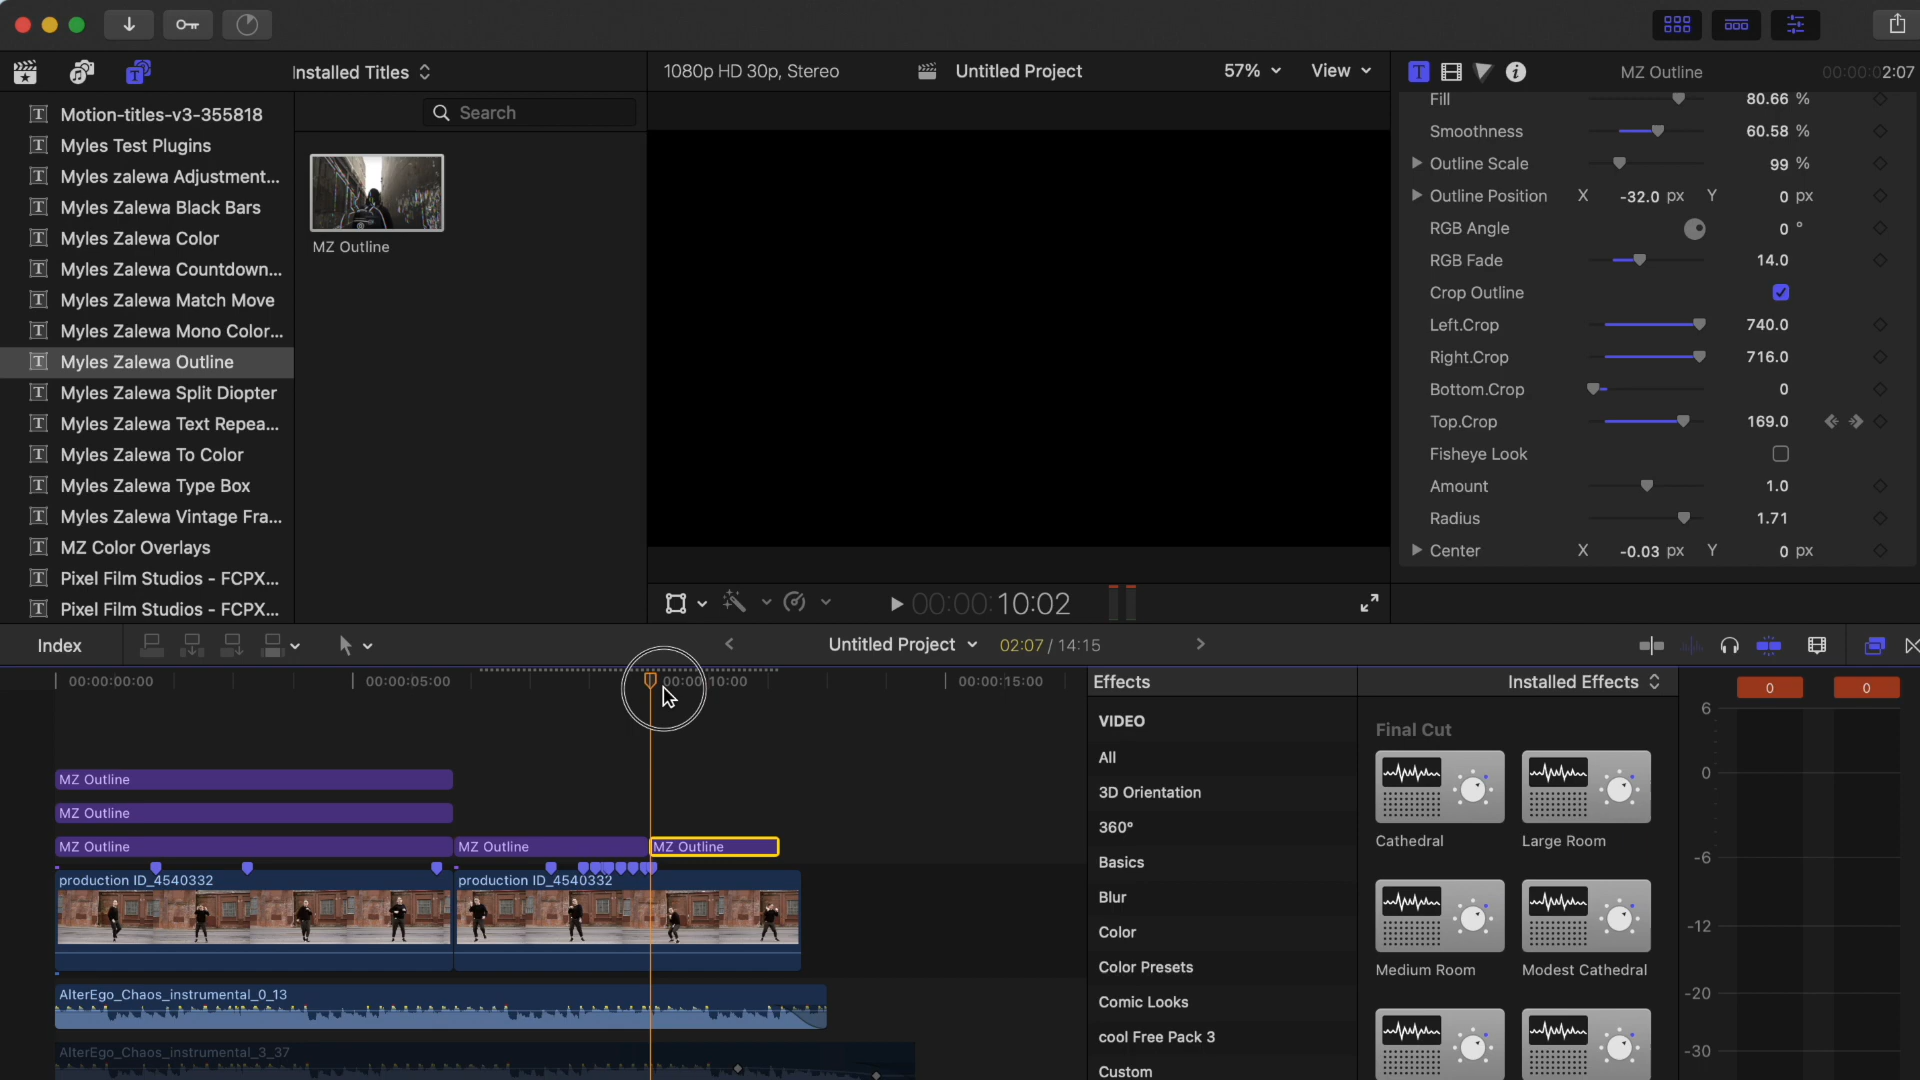 Installed Titles
1080p HD 30p, Stereo
Untitled Project
57%
View
MZ Outline
00:00:02:07
Motion-titles-v3-355818
Myles Test Plugins
Myles zalewa Adjustment...
Myles Zalewa Black Bars
Myles Zalewa Color
Myles Zalewa Countdown...
Myles Zalewa Match Move
Myles Zalewa Mono Color...
Myles Zalewa Outline
Myles Zalewa Split Diopter
Myles Zalewa Text Repea...
Myles Zalewa To Color
Myles Zalewa Type Box
Myles Zalewa Vintage Fra...
MZ Color Overlays
Pixel Film Studios - FCPX...
Pixel Film Studios - FCPX...
Search
MZ Outline
Fill 80.66 %
Smoothness 60.58 %
Outline Scale 99 %
Outline Position X -32.0 px Y 0 px
RGB Angle 0 °
RGB Fade 14.0
Crop Outline
Left.Crop 740.0
Right.Crop 716.0
Bottom.Crop 0
Top.Crop 169.0
Fisheye Look
Amount 1.0
Radius 1.71
Center X -0.03 px Y 0 px
00:00:10:02
Index
Untitled Project
02:07 / 14:15
00:00:00:00
00:00:05:00
00:00:10:00
00:00:15:00
MZ Outline
MZ Outline
MZ Outline
MZ Outline
MZ Outline
production ID_4540332
production ID_4540332
AlterEgo_Chaos_instrumental_0_13
AlterEgo_Chaos_instrumental_3_37
Effects
Installed Effects
VIDEO
All
3D Orientation
360°
Basics
Blur
Color
Color Presets
Comic Looks
cool Free Pack 3
Custom
Final Cut
Cathedral
Large Room
Medium Room
Modest Cathedral
0
0
6
0
-6
-12
-20
-30